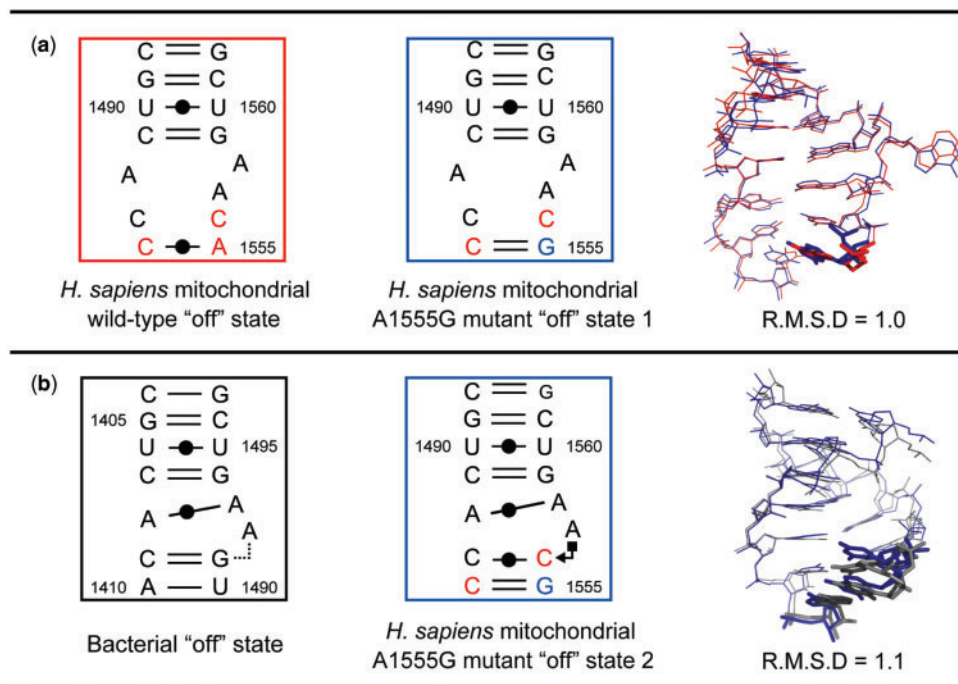 (a)
C G C G
G C G C
1490 U U 1560 1490 U U 1560
C G C G
A A A A
A A
C C C C
C A 1555 C G 1555
H. sapiens mitochondrial
wild-type "off" state
H. sapiens mitochondrial
A1555G mutant "off" state 1
R.M.S.D = 1.0
(b)
C G C G
1405 G C G C
U U 1495 1490 U U 1560
C G C G
A A A A
A A
C G C C
1410 A U 1490 C G 1555
Bacterial "off" state
H. sapiens mitochondrial
A1555G mutant "off" state 2
R.M.S.D = 1.1